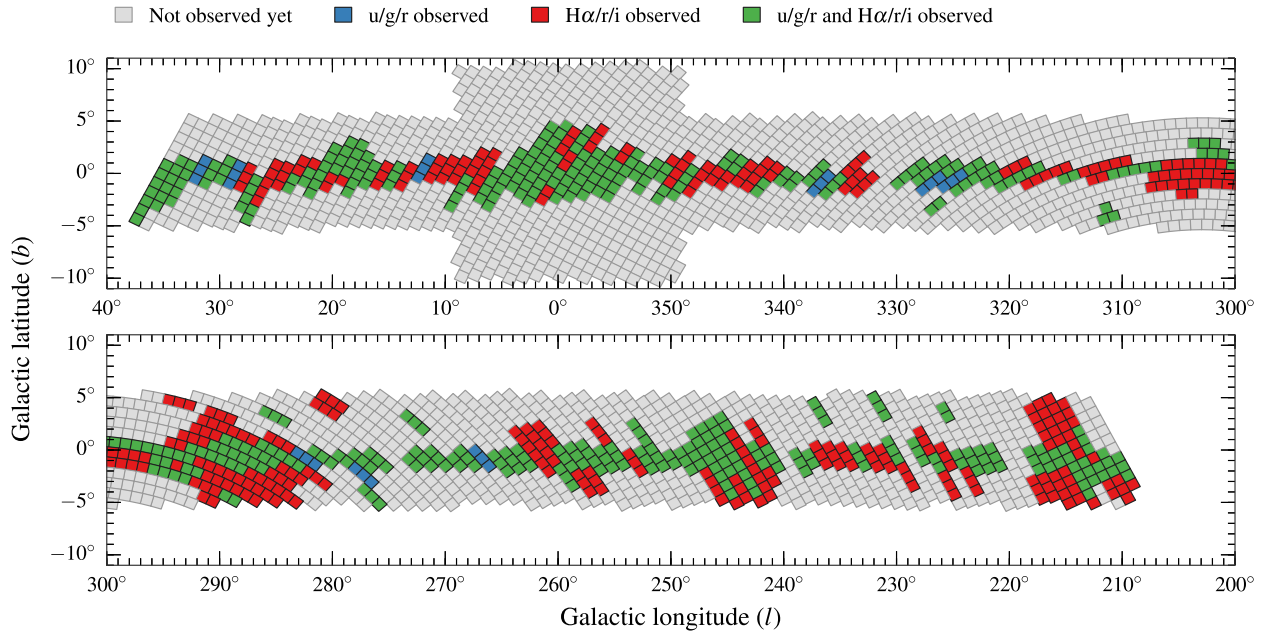 Not observed yet u/g/r observed Hα/r/i observed u/g/r and Hα/r/i observed
10°
5°
0°
−5°
−10°
40° 30° 20° 10° 0° 350° 340° 330° 320° 310° 300°
Galactic latitude (b)
10°
5°
0°
−5°
−10°
300° 290° 280° 270° 260° 250° 240° 230° 220° 210° 200°
Galactic longitude (l)